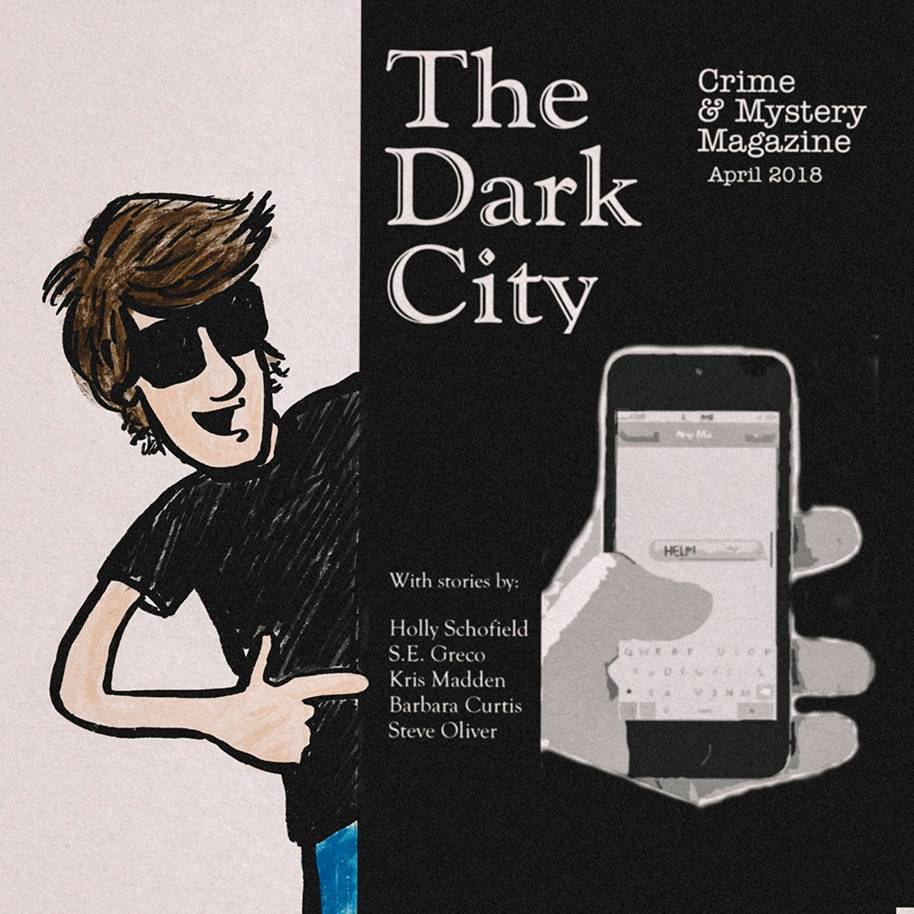 The
Dark
City
Crime
& Mystery
Magazine
April 2018
HELP!
With stories by:
Holly Schofield
S.E. Greco
Kris Madden
Barbara Curtis
Steve Oliver